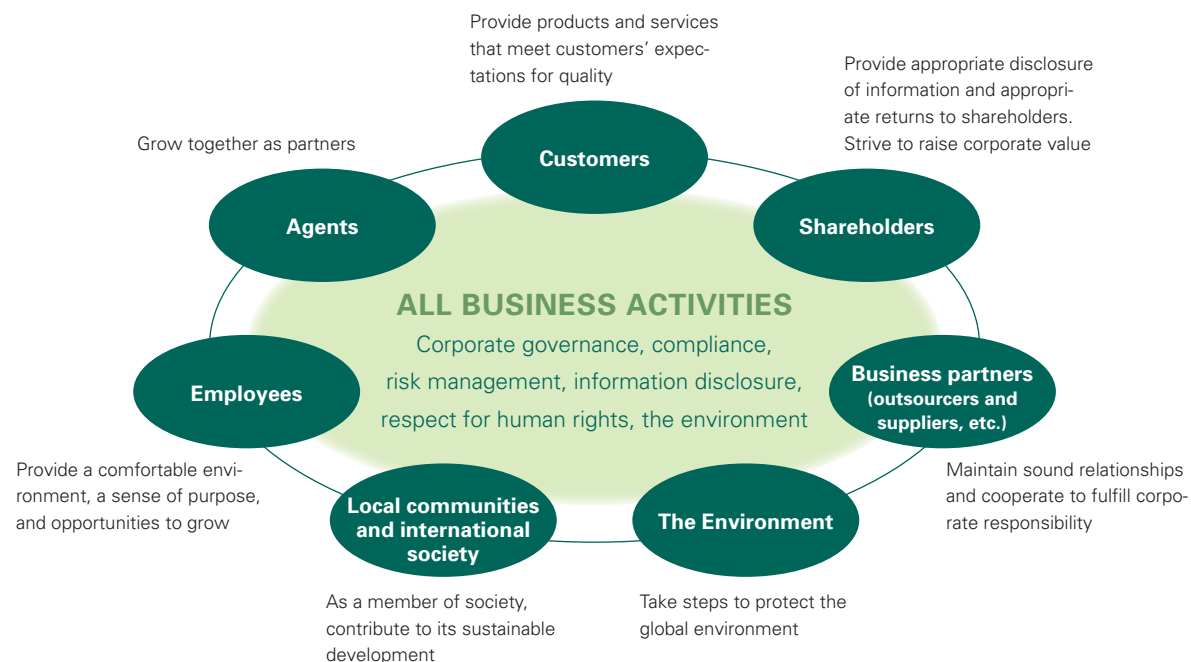 Provide products and services
that meet customers’ expec-
tations for quality
Customers
Provide appropriate disclosure
of information and appropri-
ate returns to shareholders.
Strive to raise corporate value
Shareholders
Grow together as partners
Agents
ALL BUSINESS ACTIVITIES
Corporate governance, compliance,
risk management, information disclosure,
respect for human rights, the environment
Employees
Provide a comfortable envi-
ronment, a sense of purpose,
and opportunities to grow
Business partners
(outsourcers and
suppliers, etc.)
Maintain sound relationships
and cooperate to fulfill corpo-
rate responsibility
Local communities
and international
society
As a member of society,
contribute to its sustainable
development
The Environment
Take steps to protect the
global environment